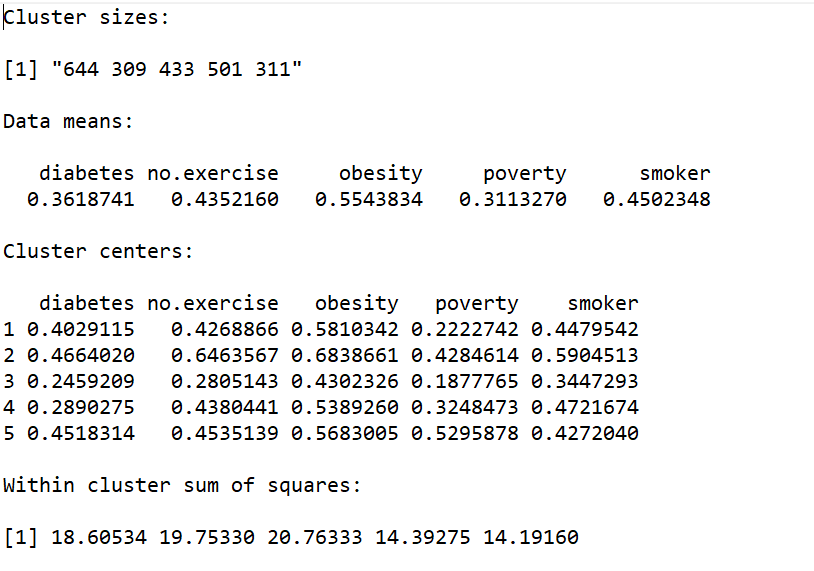 Cluster sizes:
[1] "644 309 433 501 311"
Data means:
diabetes no.exercise obesity poverty smoker
0.3618741 0.4352160 0.5543834 0.3113270 0.4502348
Cluster centers:
diabetes no.exercise obesity poverty smoker
1 0.4029115 0.4268866 0.5810342 0.2222742 0.4479542
2 0.4664020 0.6463567 0.6838661 0.4284614 0.5904513
3 0.2459209 0.2805143 0.4302326 0.1877765 0.3447293
4 0.2890275 0.4380441 0.5389260 0.3248473 0.4721674
5 0.4518314 0.4535139 0.5683005 0.5295878 0.4272040
Within cluster sum of squares:
[1] 18.60534 19.75330 20.76333 14.39275 14.19160